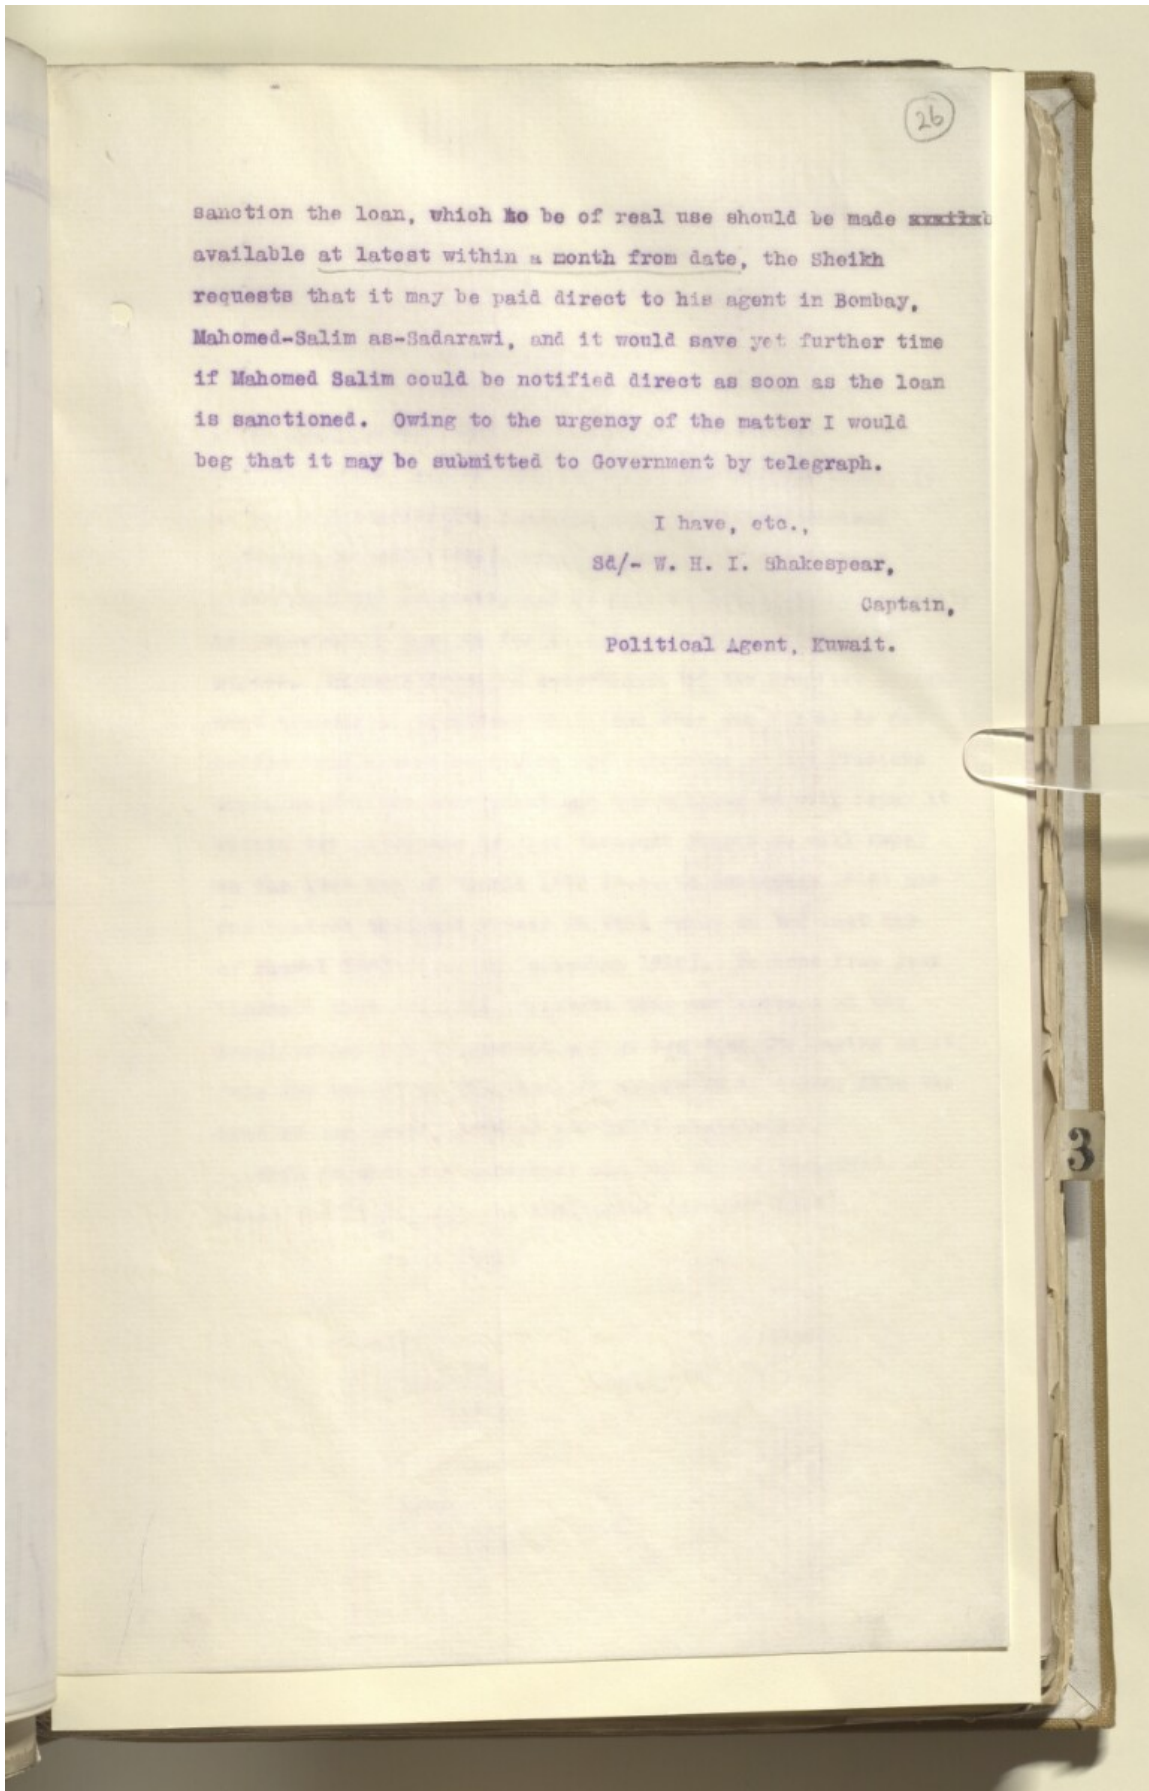 26
sanction the loan, which to be of real use should be made
available at latest within a month from date, the Sheikh
requests that it may be paid direct to his agent in Bombay,
Mahomed-Salim as-Sadarawi, and it would save yet further time
if Mahomed Salim could be notified direct as soon as the loan
is sanctioned. Owing to the urgency of the matter I would
beg that it may be submitted to Government by telegraph.
I have, etc.,
Sd/- W. H. I. Shakespear,
Captain,
Political Agent, Kuwait.
3